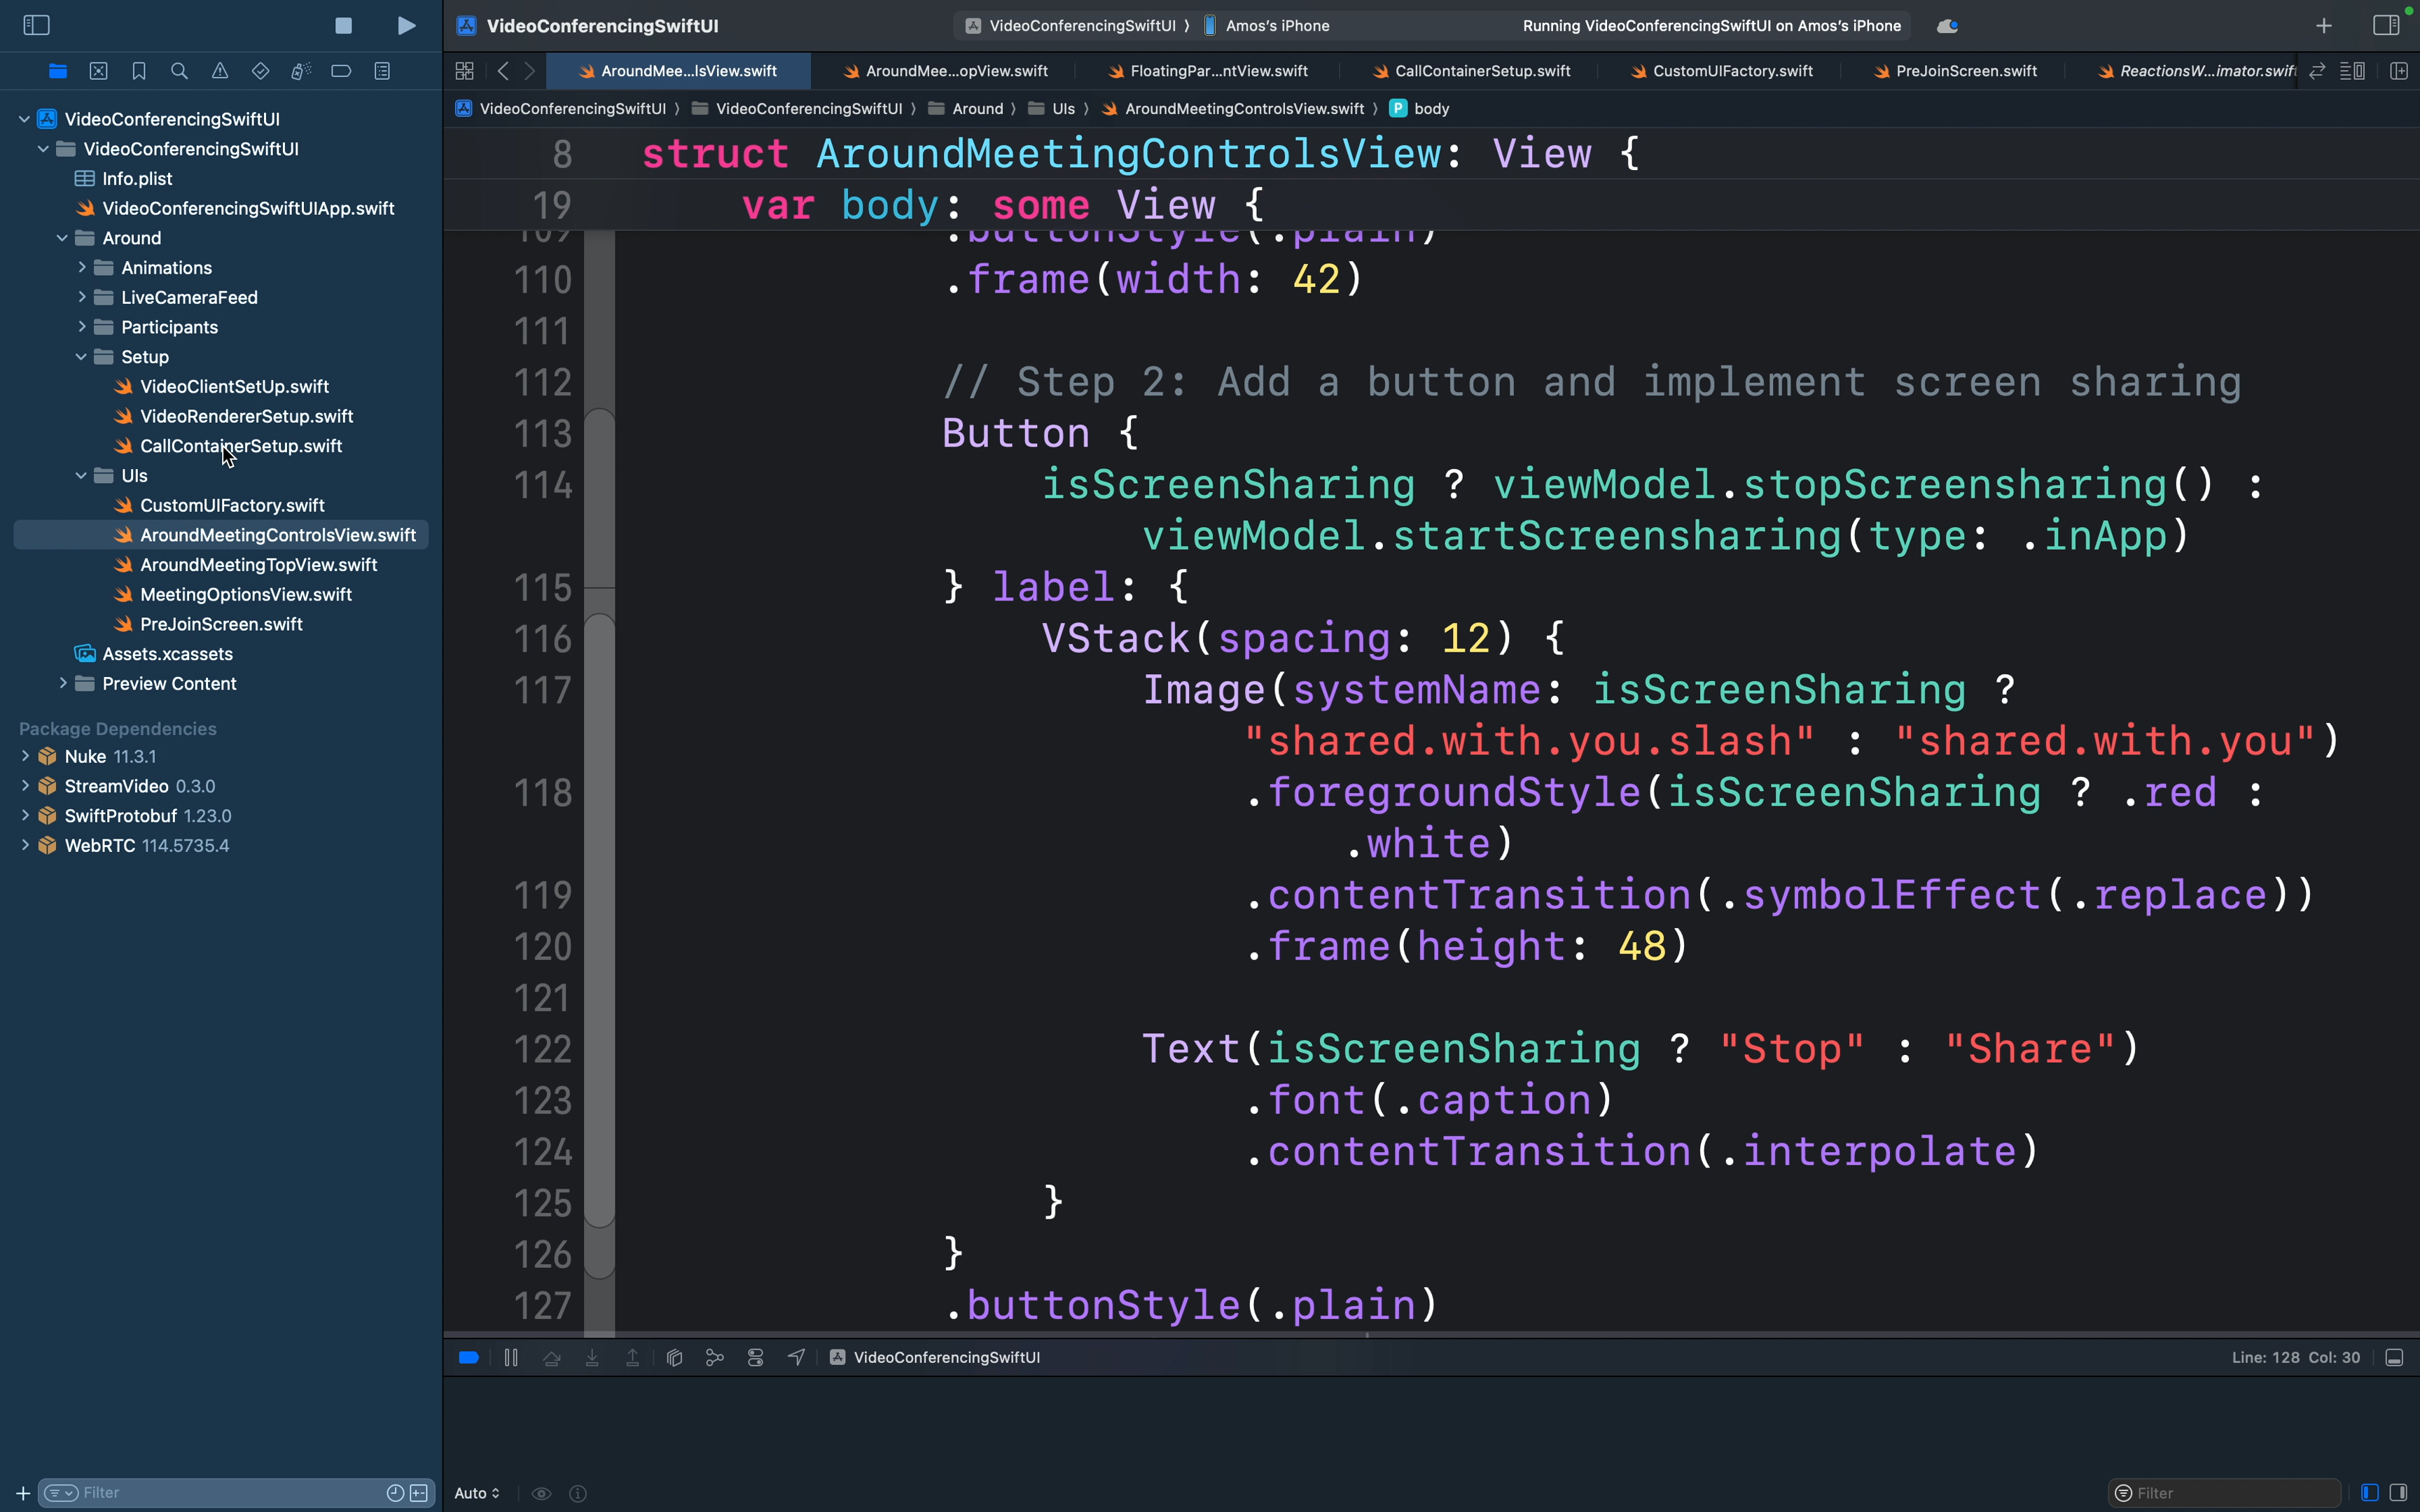 VideoConferencingSwiftUI
VideoConferencingSwiftUI 〉 Amos's iPhone
Running VideoConferencingSwiftUI on Amos's iPhone
AroundMee...lsView.swift
AroundMee...opView.swift
FloatingPar...ntView.swift
CallContainerSetup.swift
CustomUIFactory.swift
PreJoinScreen.swift
ReactionsW...imator.swift
VideoConferencingSwiftUI 〉 VideoConferencingSwiftUI 〉 Around 〉 UIs 〉 AroundMeetingControlsView.swift 〉 P body
VideoConferencingSwiftUI
VideoConferencingSwiftUI
Info.plist
VideoConferencingSwiftUIApp.swift
Around
Animations
LiveCameraFeed
Participants
Setup
VideoClientSetUp.swift
VideoRendererSetup.swift
CallContainerSetup.swift
UIs
CustomUIFactory.swift
AroundMeetingControlsView.swift
AroundMeetingTopView.swift
MeetingOptionsView.swift
PreJoinScreen.swift
Assets.xcassets
Preview Content
Package Dependencies
Nuke 11.3.1
StreamVideo 0.3.0
SwiftProtobuf 1.23.0
WebRTC 114.5735.4
Filter
8 struct AroundMeetingControlsView: View {
19 var body: some View {
109 .buttonStyle(.plain)
110 .frame(width: 42)
111
112 // Step 2: Add a button and implement screen sharing
113 Button {
114 isScreenSharing ? viewModel.stopScreensharing() :
viewModel.startScreensharing(type: .inApp)
115 } label: {
116 VStack(spacing: 12) {
117 Image(systemName: isScreenSharing ?
"shared.with.you.slash" : "shared.with.you")
118 .foregroundStyle(isScreenSharing ? .red :
.white)
119 .contentTransition(.symbolEffect(.replace))
120 .frame(height: 48)
121
122 Text(isScreenSharing ? "Stop" : "Share")
123 .font(.caption)
124 .contentTransition(.interpolate)
125 }
126 }
127 .buttonStyle(.plain)
VideoConferencingSwiftUI
Line: 128 Col: 30
Auto
Filter